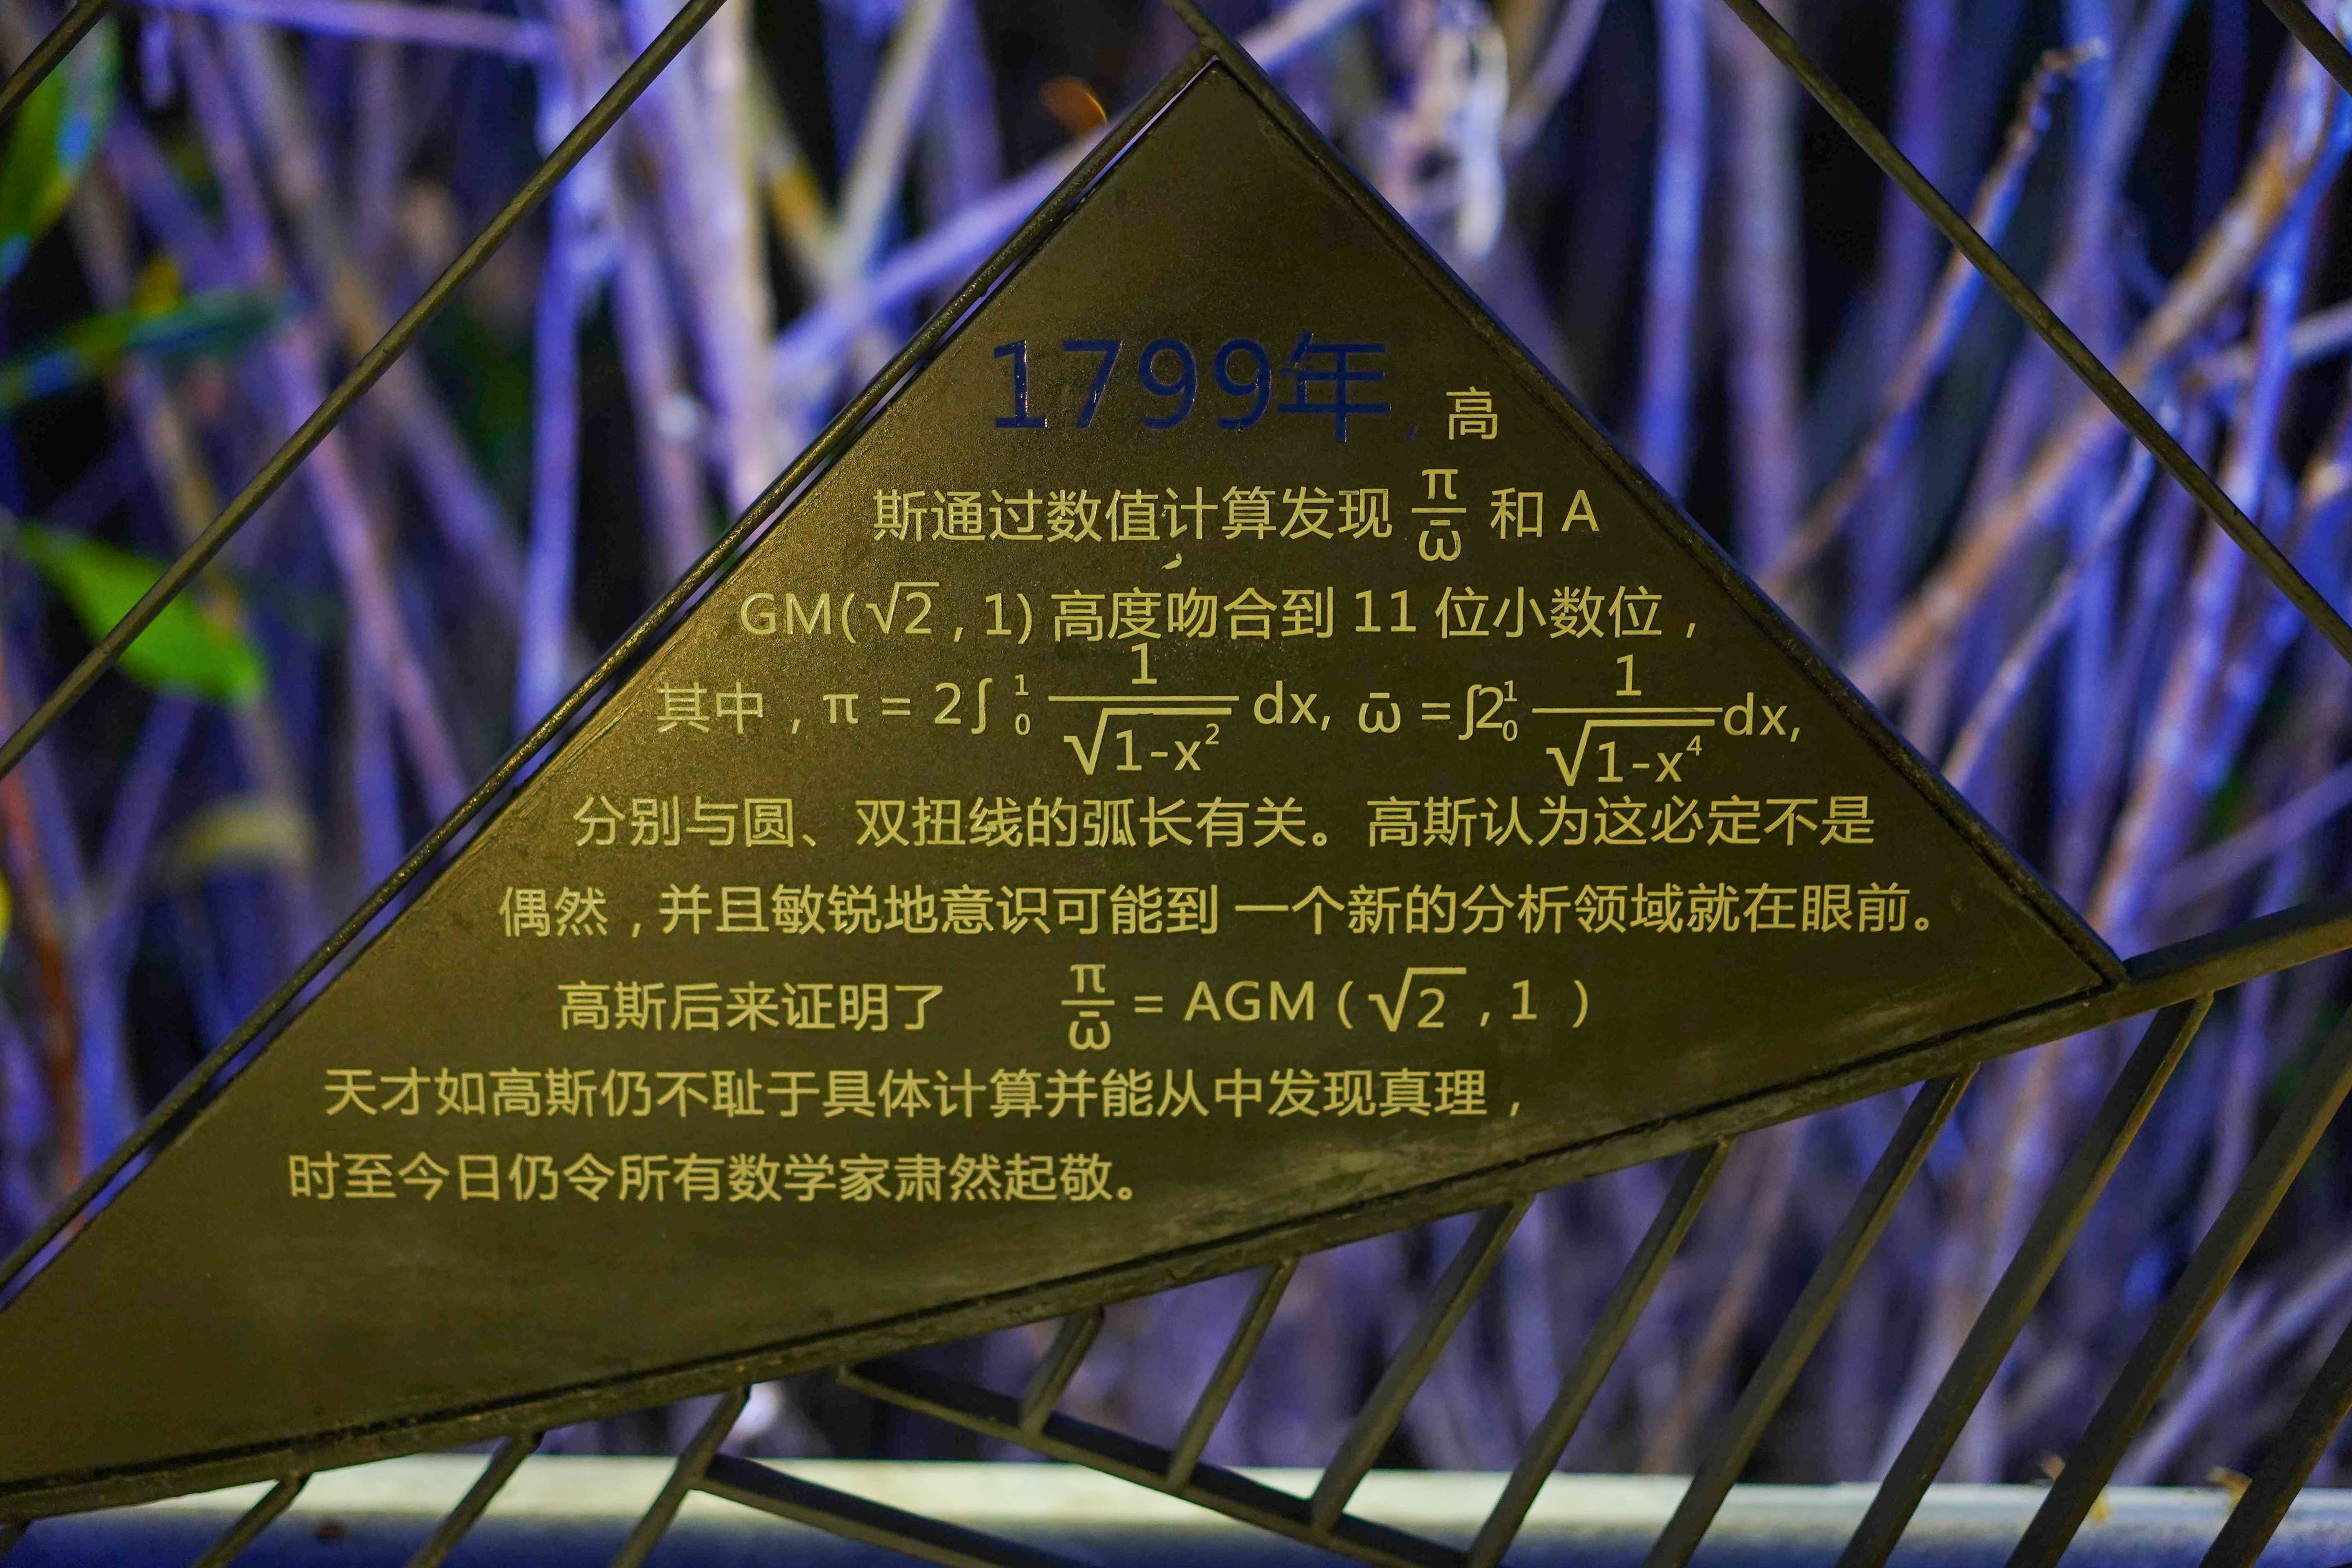 1799年，高
斯通过数值计算发现 π/ϖ 和 A
GM(√2, 1) 高度吻合到 11 位小数位，
其中，π = 2∫₀¹ 1/√(1-x²) dx, ϖ =∫2₀¹ 1/√(1-x⁴) dx,
分别与圆、双扭线的弧长有关。高斯认为这必定不是
偶然，并且敏锐地意识可能到一个新的分析领域就在眼前。
高斯后来证明了 π/ϖ = AGM (√2, 1 )
天才如高斯仍不耻于具体计算并能从中发现真理，
时至今日仍令所有数学家肃然起敬。